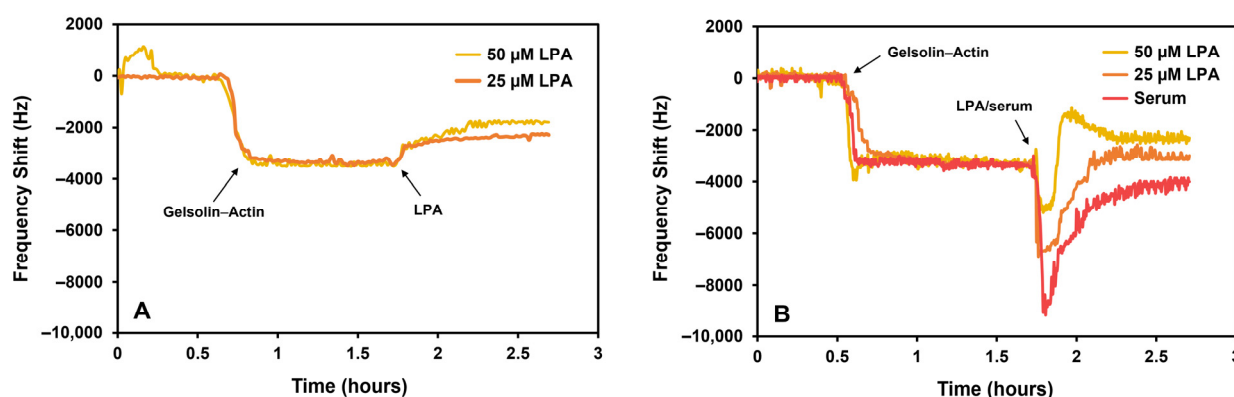 2000
0
−2000
−4000
−6000
−8000
−10,000
Frequency Shift (Hz)
50 μM LPA
25 μM LPA
Gelsolin–Actin
LPA
A
0
0.5
1
1.5
2
2.5
3
Time (hours)
2000
0
−2000
−4000
−6000
−8000
−10,000
Frequency Shift (Hz)
Gelsolin–Actin
50 μM LPA
25 μM LPA
Serum
LPA/serum
B
0
0.5
1
1.5
2
2.5
3
Time (hours)